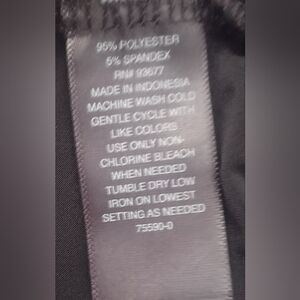 95% POLYESTER
5% SPANDEX
RN# 93677
MADE IN INDONESIA
MACHINE WASH COLD
GENTLE CYCLE WITH
LIKE COLORS
USE ONLY NON-
CHLORINE BLEACH
WHEN NEEDED
TUMBLE DRY LOW
IRON ON LOWEST
SETTING AS NEEDED
75590-0